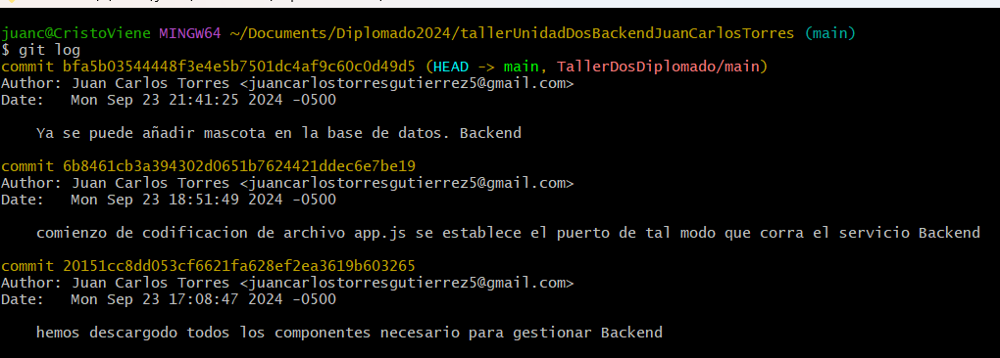 juanc@CristoViene MINGW64 ~/Documents/Diplomado2024/tallerUnidadDosBackendJuanCarlosTorres (main)
$ git log
commit bfa5b03544448f3e4e5b7501dc4af9c60c0d49d5 (HEAD -> main, TallerDosDiplomado/main)
Author: Juan Carlos Torres <juancarlostorresgutierrez5@gmail.com>
Date:   Mon Sep 23 21:41:25 2024 -0500
Ya se puede añadir mascota en la base de datos. Backend
commit 6b8461cb3a394302d0651b7624421ddec6e7be19
Author: Juan Carlos Torres <juancarlostorresgutierrez5@gmail.com>
Date:   Mon Sep 23 18:51:49 2024 -0500
comienzo de codificacion de archivo app.js se establece el puerto de tal modo que corra el servicio Backend
commit 20151cc8dd053cf6621fa628ef2ea3619b603265
Author: Juan Carlos Torres <juancarlostorresgutierrez5@gmail.com>
Date:   Mon Sep 23 17:08:47 2024 -0500
hemos descargodo todos los componentes necesario para gestionar Backend